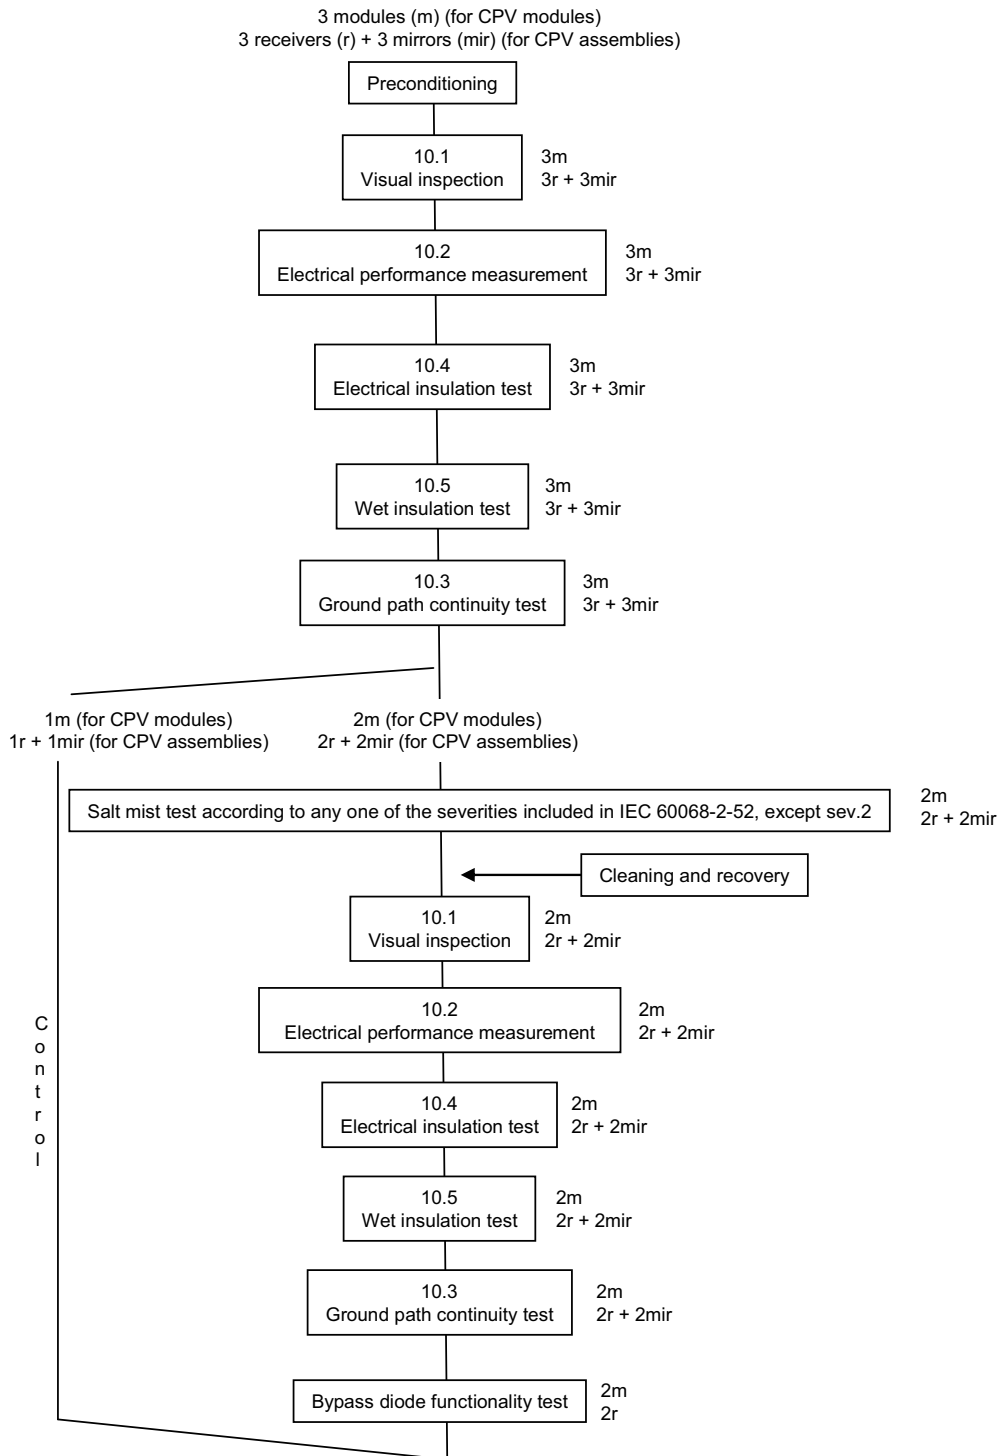 3 modules (m) (for CPV modules)
3 receivers (r) + 3 mirrors (mir) (for CPV assemblies)
Preconditioning
10.1
Visual inspection
3m
3r + 3mir
10.2
Electrical performance measurement
3m
3r + 3mir
10.4
Electrical insulation test
3m
3r + 3mir
10.5
Wet insulation test
3m
3r + 3mir
10.3
Ground path continuity test
3m
3r + 3mir
1m (for CPV modules)
1r + 1mir (for CPV assemblies)
2m (for CPV modules)
2r + 2mir (for CPV assemblies)
Salt mist test according to any one of the severities included in IEC 60068-2-52, except sev.2
2m
2r + 2mir
Cleaning and recovery
10.1
Visual inspection
2m
2r + 2mir
10.2
Electrical performance measurement
2m
2r + 2mir
Control
10.4
Electrical insulation test
2m
2r + 2mir
10.5
Wet insulation test
2m
2r + 2mir
10.3
Ground path continuity test
2m
2r + 2mir
Bypass diode functionality test
2m
2r